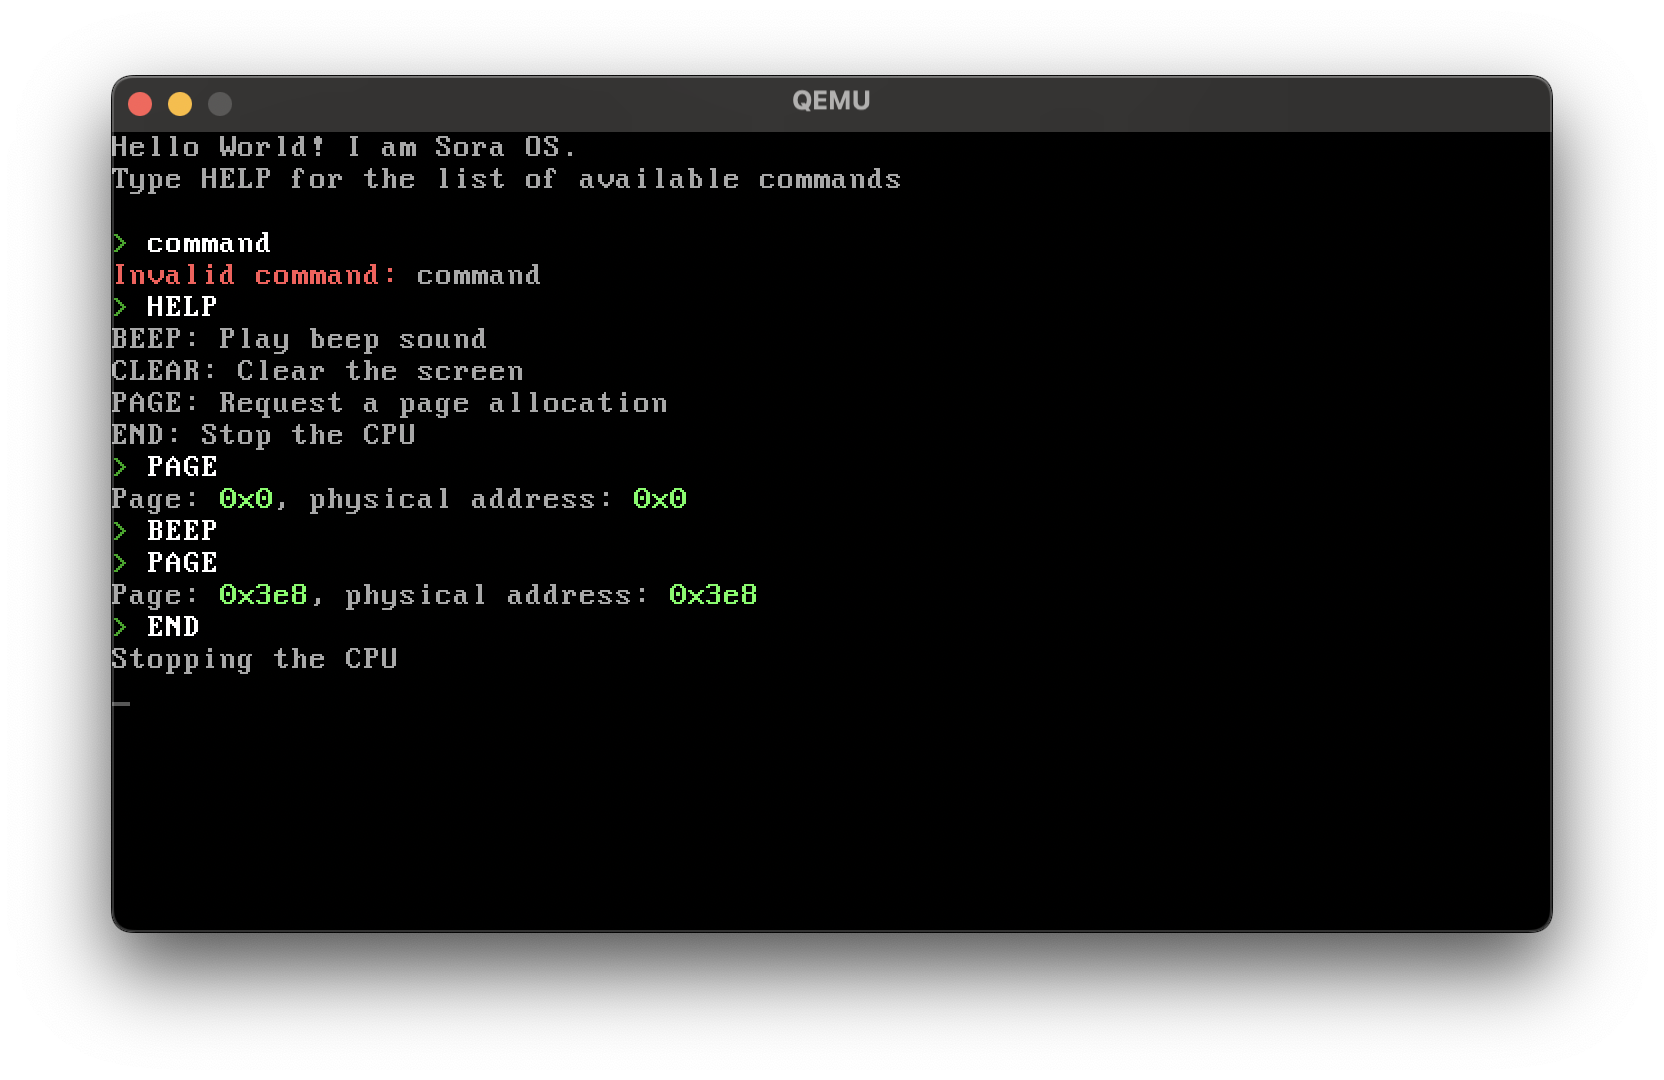 QEMU
Hello World! I am Sora OS.
Type HELP for the list of available commands
> command
Invalid command: command
> HELP
BEEP: Play beep sound
CLEAR: Clear the screen
PAGE: Request a page allocation
END: Stop the CPU
> PAGE
Page: 0x0, physical address: 0x0
> BEEP
> PAGE
Page: 0x3e8, physical address: 0x3e8
> END
Stopping the CPU
_